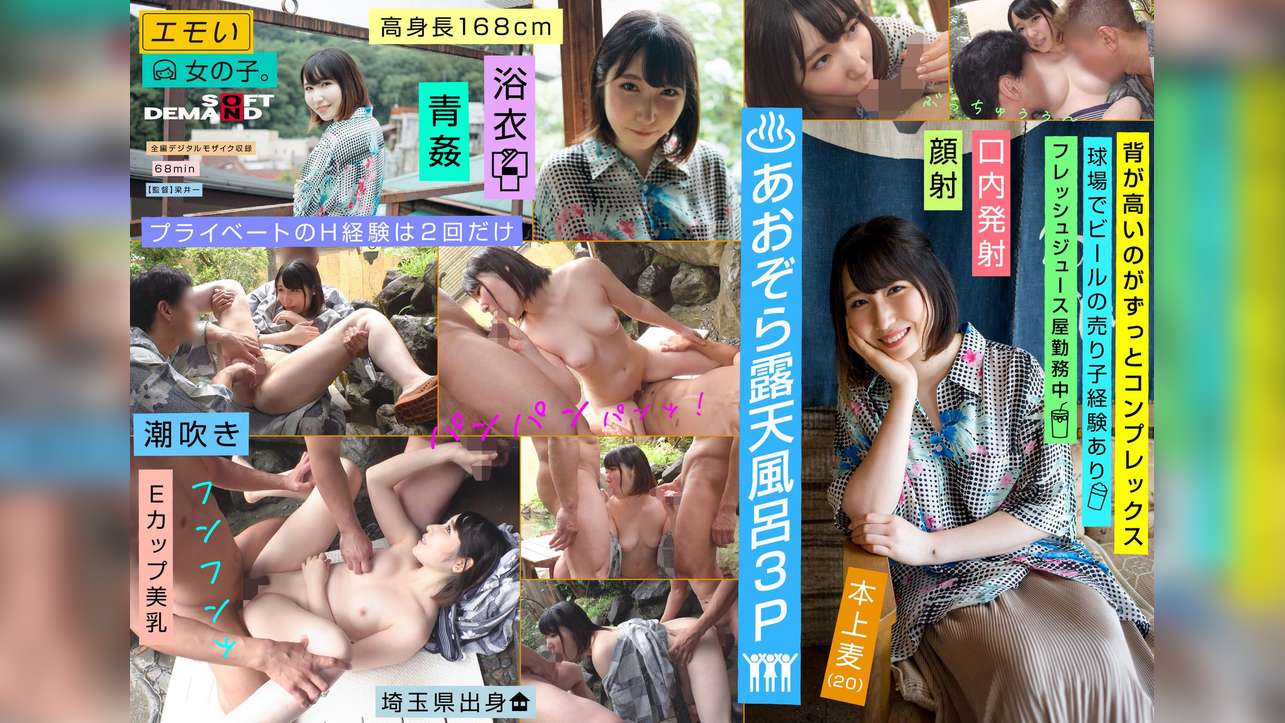 エモい
女の子。
SOFT
DEMAND
全編デジタルモザイク収録
68min
【監督】梁井一
高身長168cm
浴衣
青姦
プライベートのH経験は2回だけ
潮吹き
Eカップ美乳
パンパンパンッ!
埼玉県出身
あおぞら露天風呂3P
顔射
口内発射
背が高いのがずっとコンプレックス
球場でビールの売り子経験あり
フレッシュジュース屋勤務中
本上麦
(20)